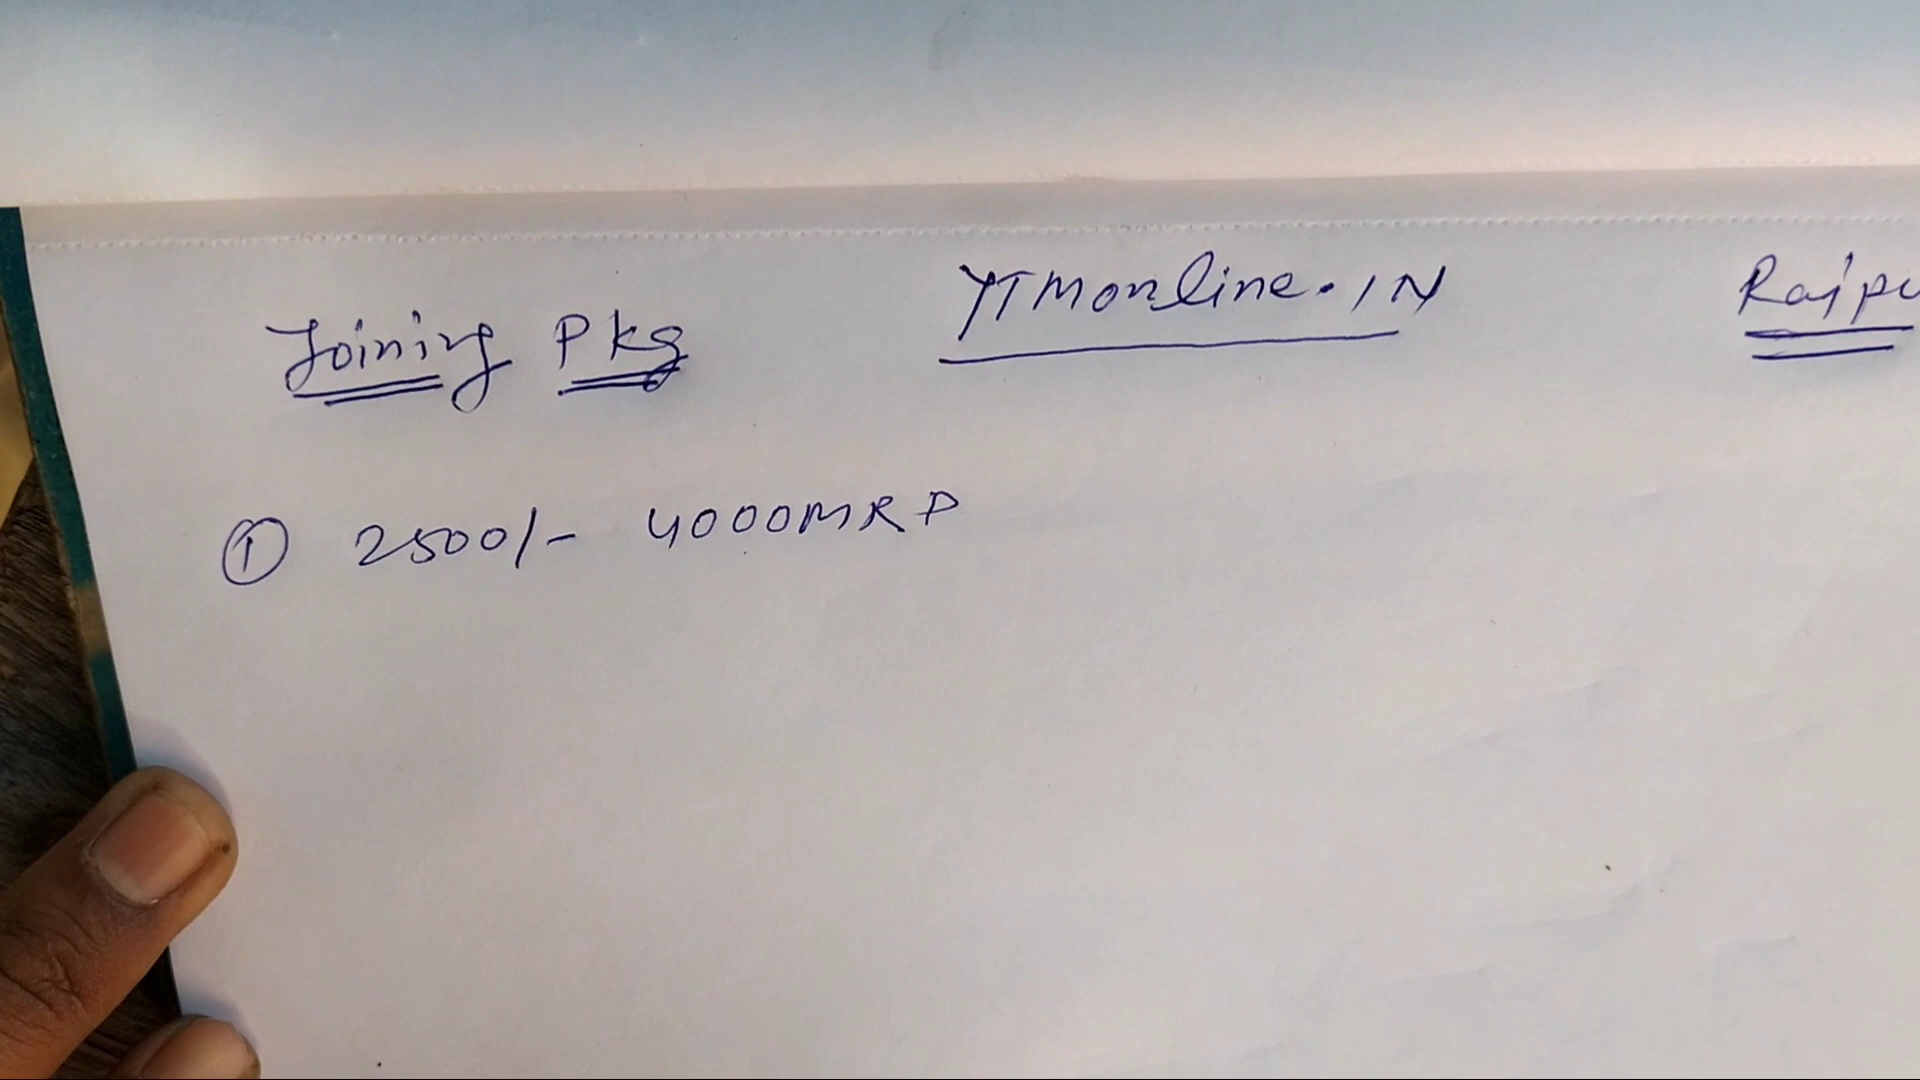 Joining Pkg YTMonline.IN
① 2500/- 4000MRP